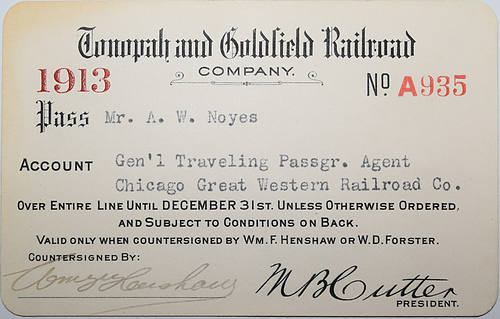 Tonopah and Goldfield Railroad
COMPANY.
1913 No A935
Pass Mr. A. W. Noyes
ACCOUNT Gen'l Traveling Passgr. Agent
Chicago Great Western Railroad Co.
OVER ENTIRE LINE UNTIL DECEMBER 31ST. UNLESS OTHERWISE ORDERED,
AND SUBJECT TO CONDITIONS ON BACK.
VALID ONLY WHEN COUNTERSIGNED BY WM. F. HENSHAW OR W. D. FORSTER.
COUNTERSIGNED BY:
Wm. F. Henshaw M B Cutter
PRESIDENT.